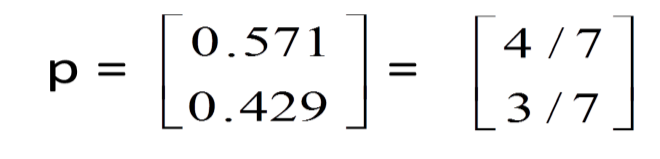 p = [0.571 0.429] = [4 / 7 3 / 7]